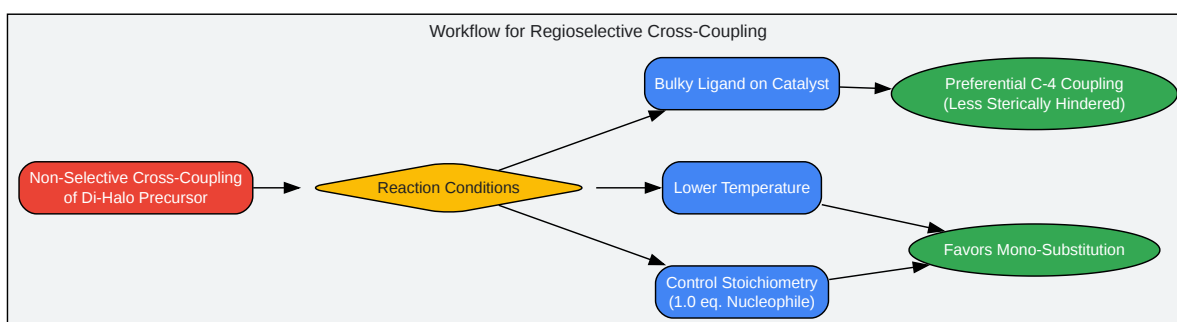 Workflow for Regioselective Cross-Coupling
Non-Selective Cross-Coupling
of Di-Halo Precursor
Reaction Conditions
Bulky Ligand on Catalyst
Preferential C-4 Coupling
(Less Sterically Hindered)
Lower Temperature
Control Stoichiometry
(1.0 eq. Nucleophile)
Favors Mono-Substitution